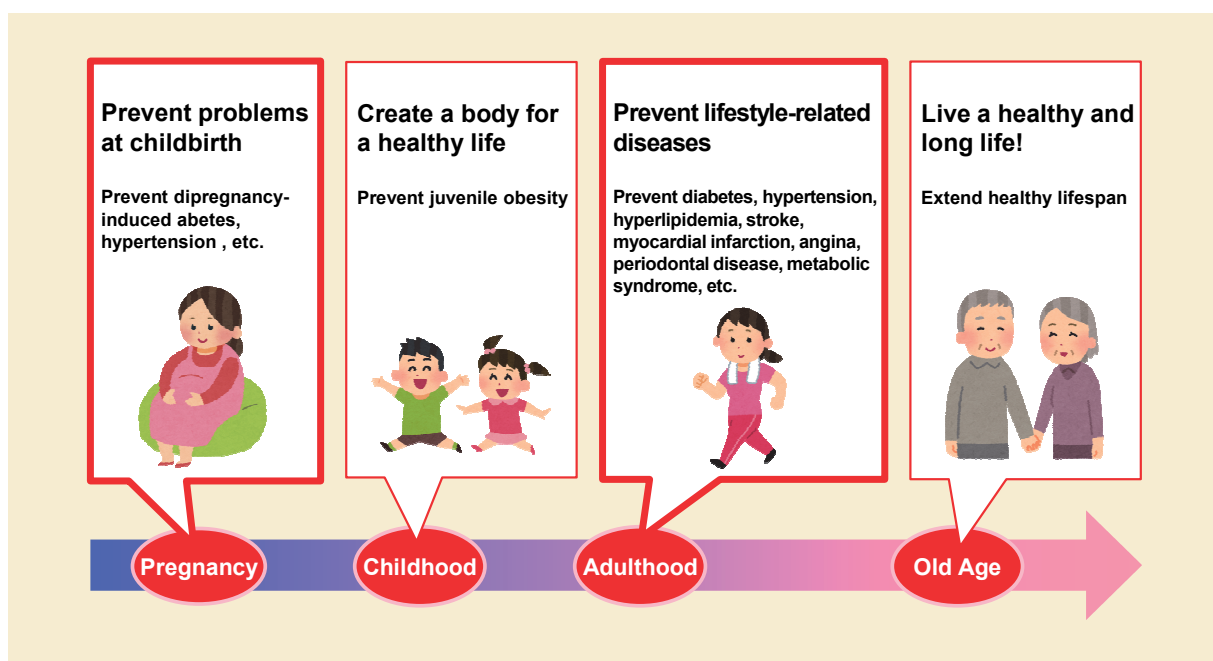 Prevent problems
at childbirth
Prevent dipregnancy-
induced abetes,
hypertension , etc.
Create a body for
a healthy life
Prevent juvenile obesity
Prevent lifestyle-related
diseases
Prevent diabetes, hypertension,
hyperlipidemia, stroke,
myocardial infarction, angina,
periodontal disease, metabolic
syndrome, etc.
Live a healthy and
long life!
Extend healthy lifespan
Pregnancy
Childhood
Adulthood
Old Age